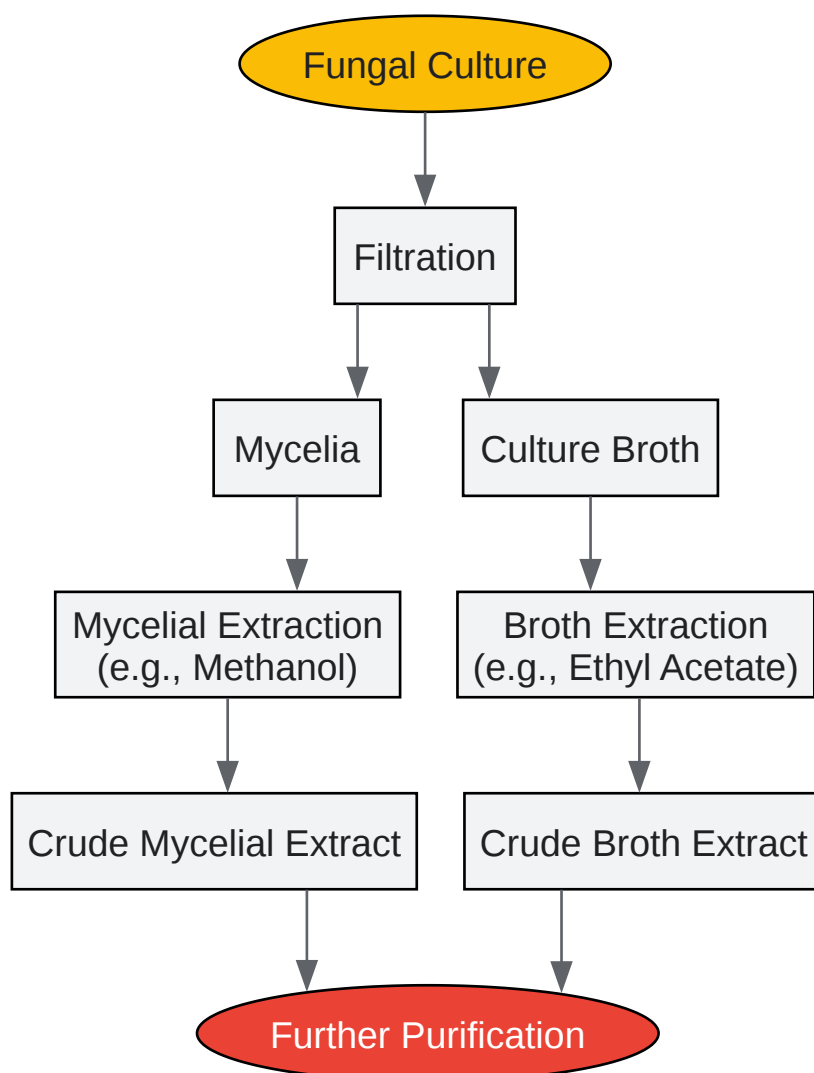 Fungal Culture
Filtration
Mycelia
Culture Broth
Mycelial Extraction
(e.g., Methanol)
Broth Extraction
(e.g., Ethyl Acetate)
Crude Mycelial Extract
Crude Broth Extract
Further Purification